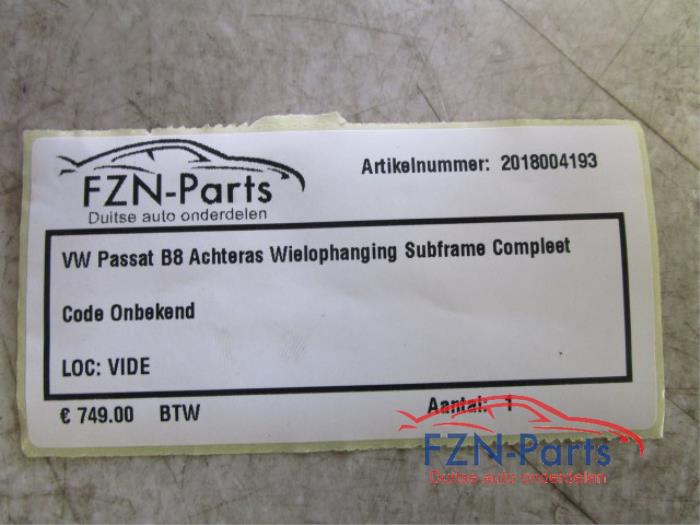 FZN-Parts
Duitse auto onderdelen
Artikelnummer: 2018004193
VW Passat B8 Achteras Wielophanging Subframe Compleet
Code Onbekend
LOC: VIDE
€ 749.00 BTW
Aantal: 1
FZN-Parts
Duitse auto onderdelen